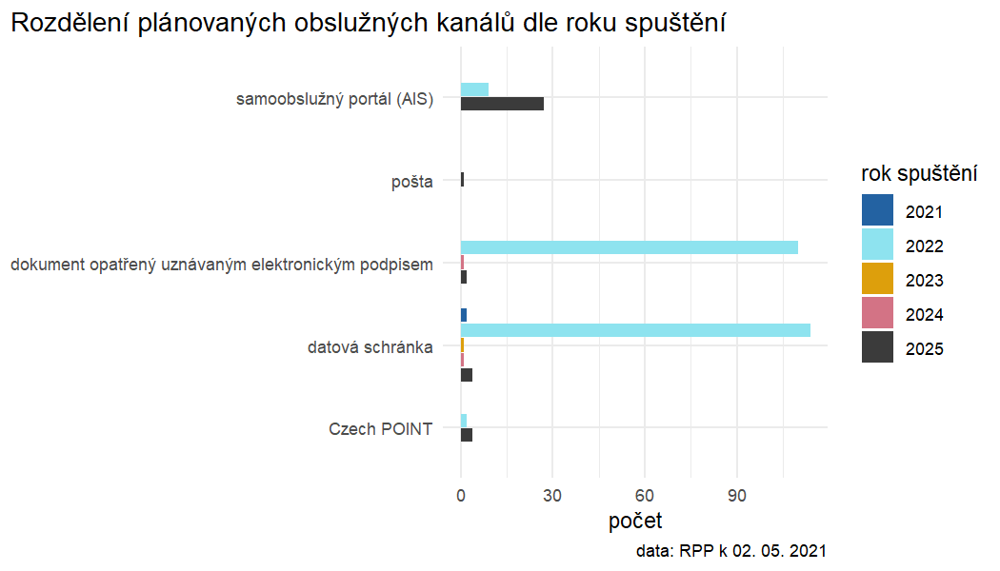 Rozdělení plánovaných obslužných kanálů dle roku spuštění
samoobslužný portál (AIS)
pošta
dokument opatřený uznávaným elektronickým podpisem
datová schránka
Czech POINT
0 30 60 90
počet
data: RPP k 02. 05. 2021
rok spuštění
2021
2022
2023
2024
2025